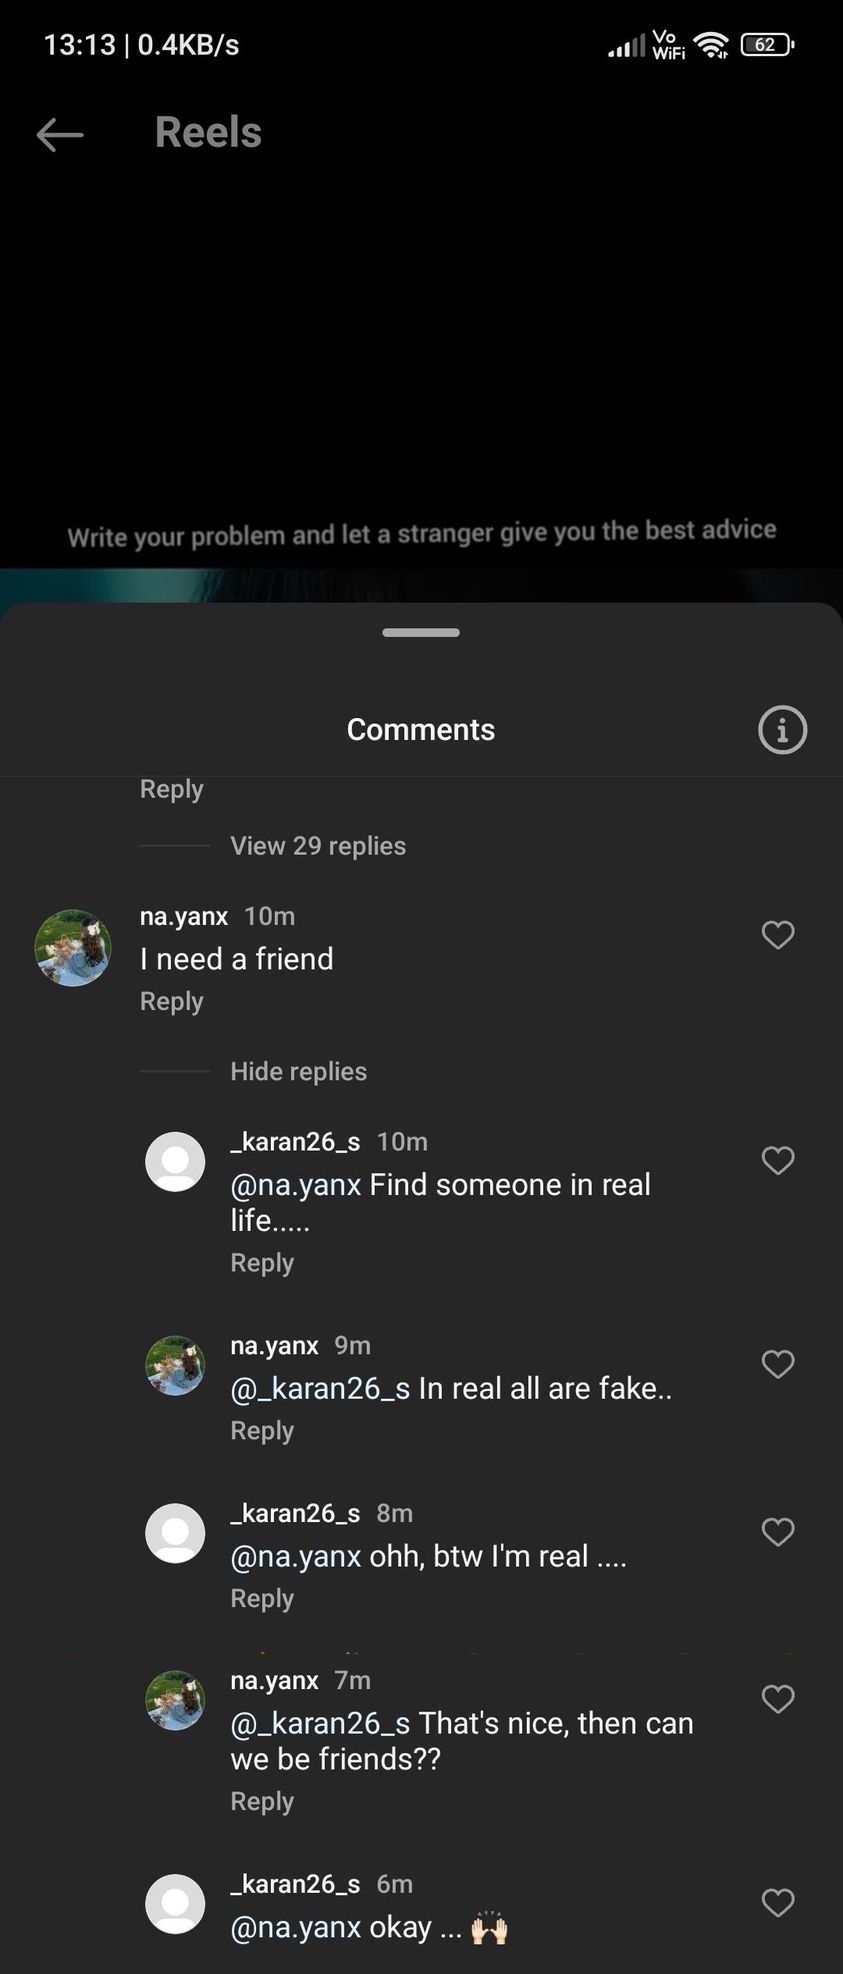 13:13 | 0.4KB/s
Vo
WiFi
62
Reels
Write your problem and let a stranger give you the best advice
Comments
Reply
View 29 replies
na.yanx 10m
I need a friend
Reply
Hide replies
_karan26_s 10m
@na.yanx Find someone in real
life.....
Reply
na.yanx 9m
@_karan26_s In real all are fake..
Reply
_karan26_s 8m
@na.yanx ohh, btw I'm real ....
Reply
na.yanx 7m
@_karan26_s That's nice, then can
we be friends??
Reply
_karan26_s 6m
@na.yanx okay ... 🙌🏻